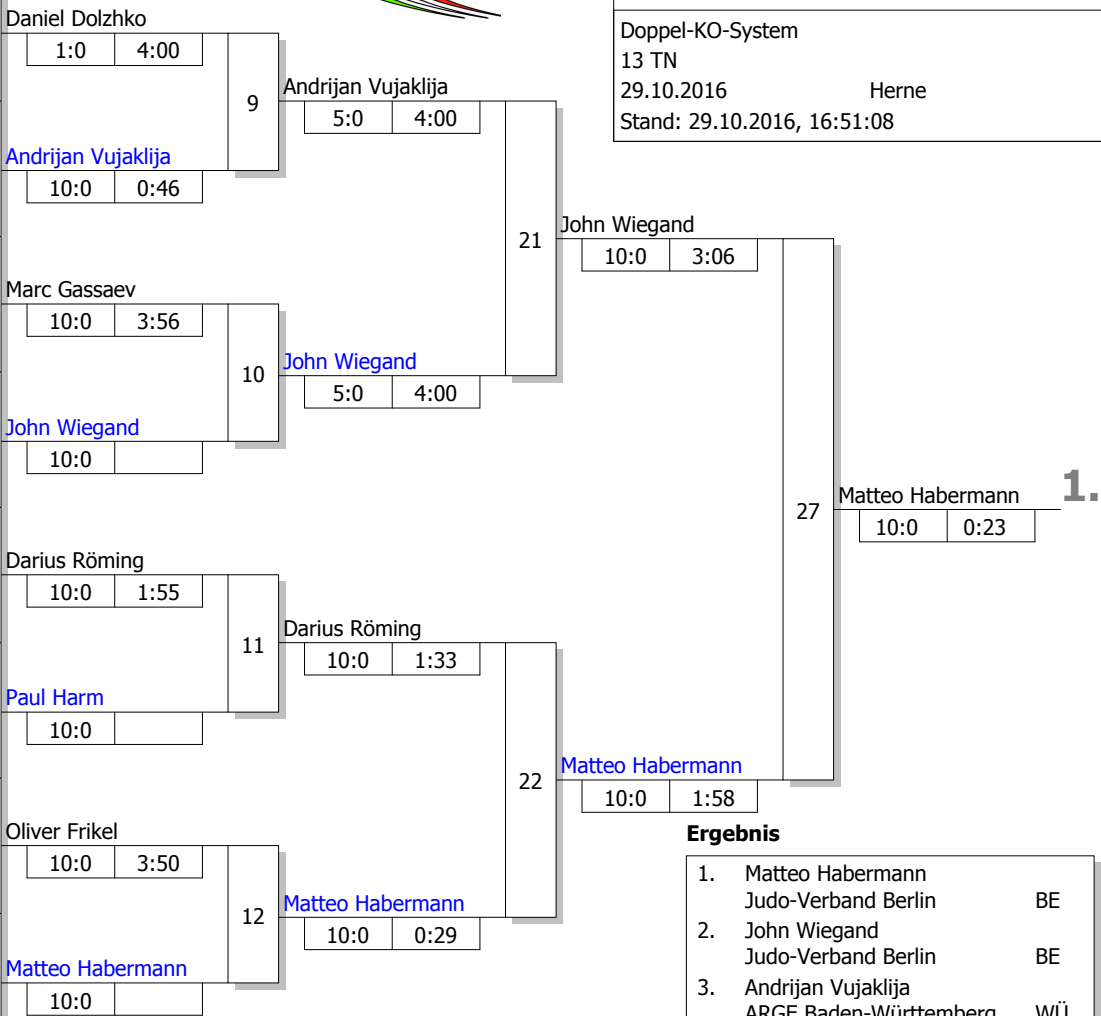 Daniel Dolzhko
1:0 4:00
Doppel-KO-System
13 TN
29.10.2016 Herne
Stand: 29.10.2016, 16:51:08
9
Andrijan Vujaklija
5:0 4:00
Andrijan Vujaklija
10:0 0:46
21
John Wiegand
10:0 3:06
Marc Gassaev
10:0 3:56
10
John Wiegand
5:0 4:00
John Wiegand
10:0
27
Matteo Habermann 1.
10:0 0:23
Darius Röming
10:0 1:55
11
Darius Röming
10:0 1:33
Paul Harm
10:0
22
Matteo Habermann
10:0 1:58
Oliver Frikel
10:0 3:50
12
Matteo Habermann
10:0 0:29
Matteo Habermann
10:0
Ergebnis
1. Matteo Habermann
Judo-Verband Berlin BE
2. John Wiegand
Judo-Verband Berlin BE
3. Andrijan Vujaklija
ARGE Baden-Württemberg WÜ